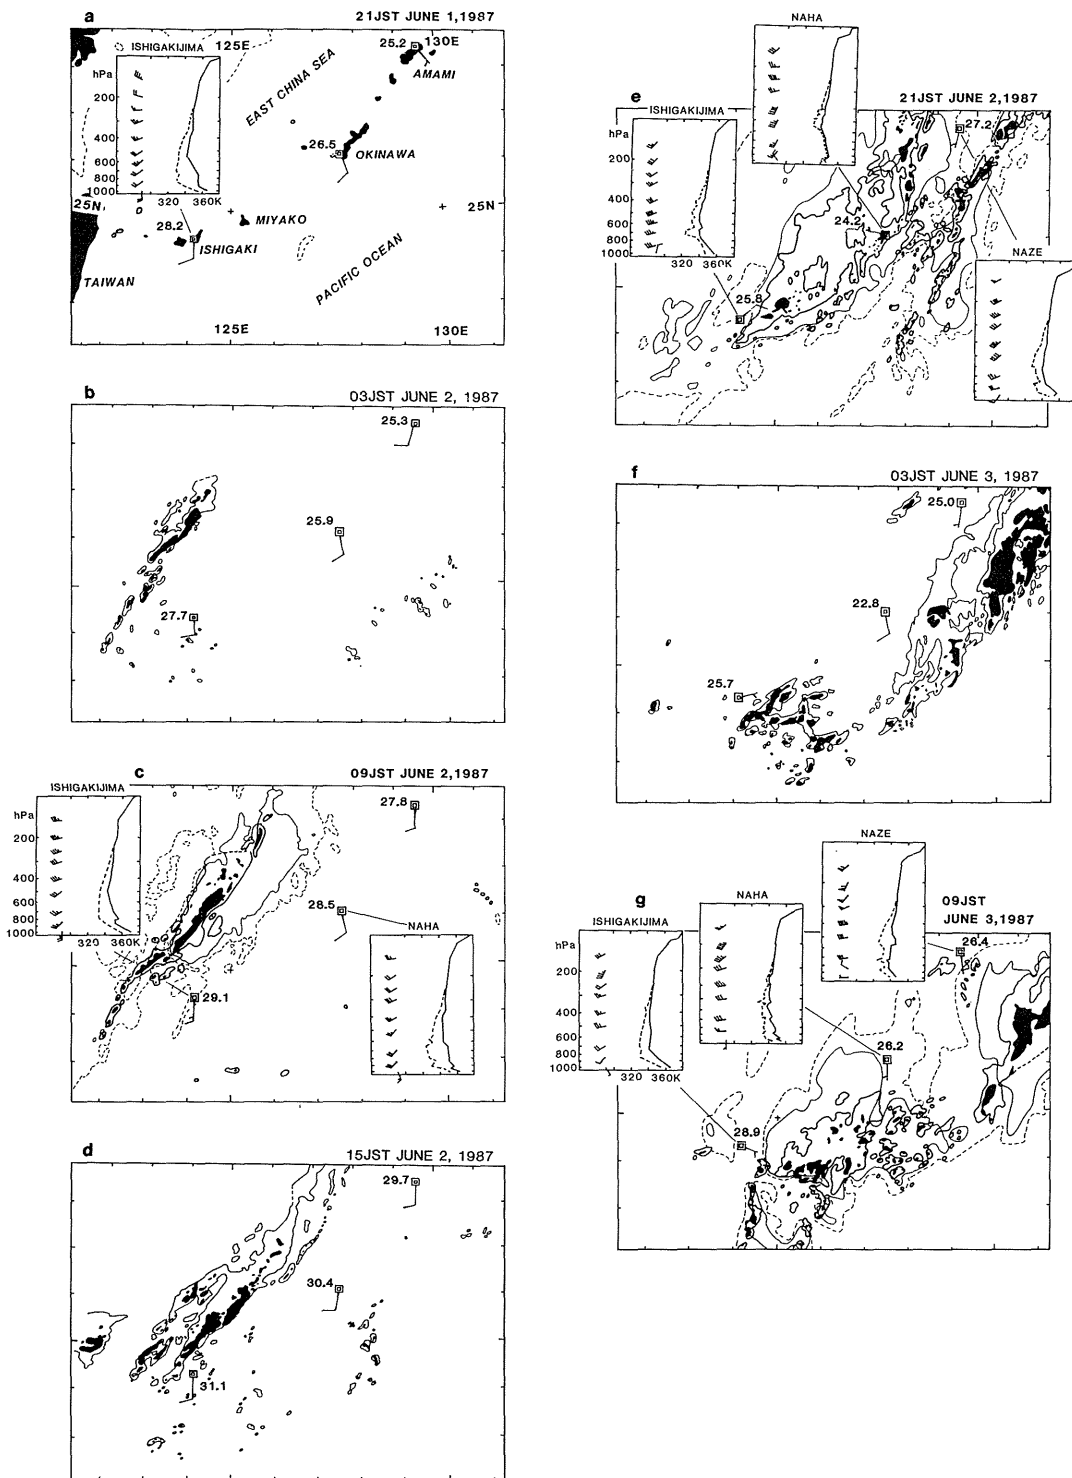 a
21JST JUNE 1,1987
ISHIGAKIJIMA
125E
25.2
130E
AMAMI
hPa
200
400
600
800
1000
320
360K
EAST CHINA SEA
26.5
OKINAWA
25N
25N
28.2
MIYAKO
ISHIGAKI
TAIWAN
PACIFIC OCEAN
125E
130E
b
03JST JUNE 2, 1987
25.3
25.9
27.7
c
09JST JUNE 2,1987
ISHIGAKIJIMA
hPa
200
400
600
800
1000
320
360K
27.8
28.5
NAHA
29.1
d
15JST JUNE 2, 1987
29.7
30.4
31.1
NAHA
e
21JST JUNE 2,1987
ISHIGAKIJIMA
hPa
200
400
600
800
1000
320
360K
27.2
24.2
NAZE
25.8
f
03JST JUNE 3, 1987
25.0
22.8
25.7
NAZE
g
NAHA
09JST
JUNE 3,1987
ISHIGAKIJIMA
hPa
200
400
600
800
1000
320
360K
26.4
26.2
28.9